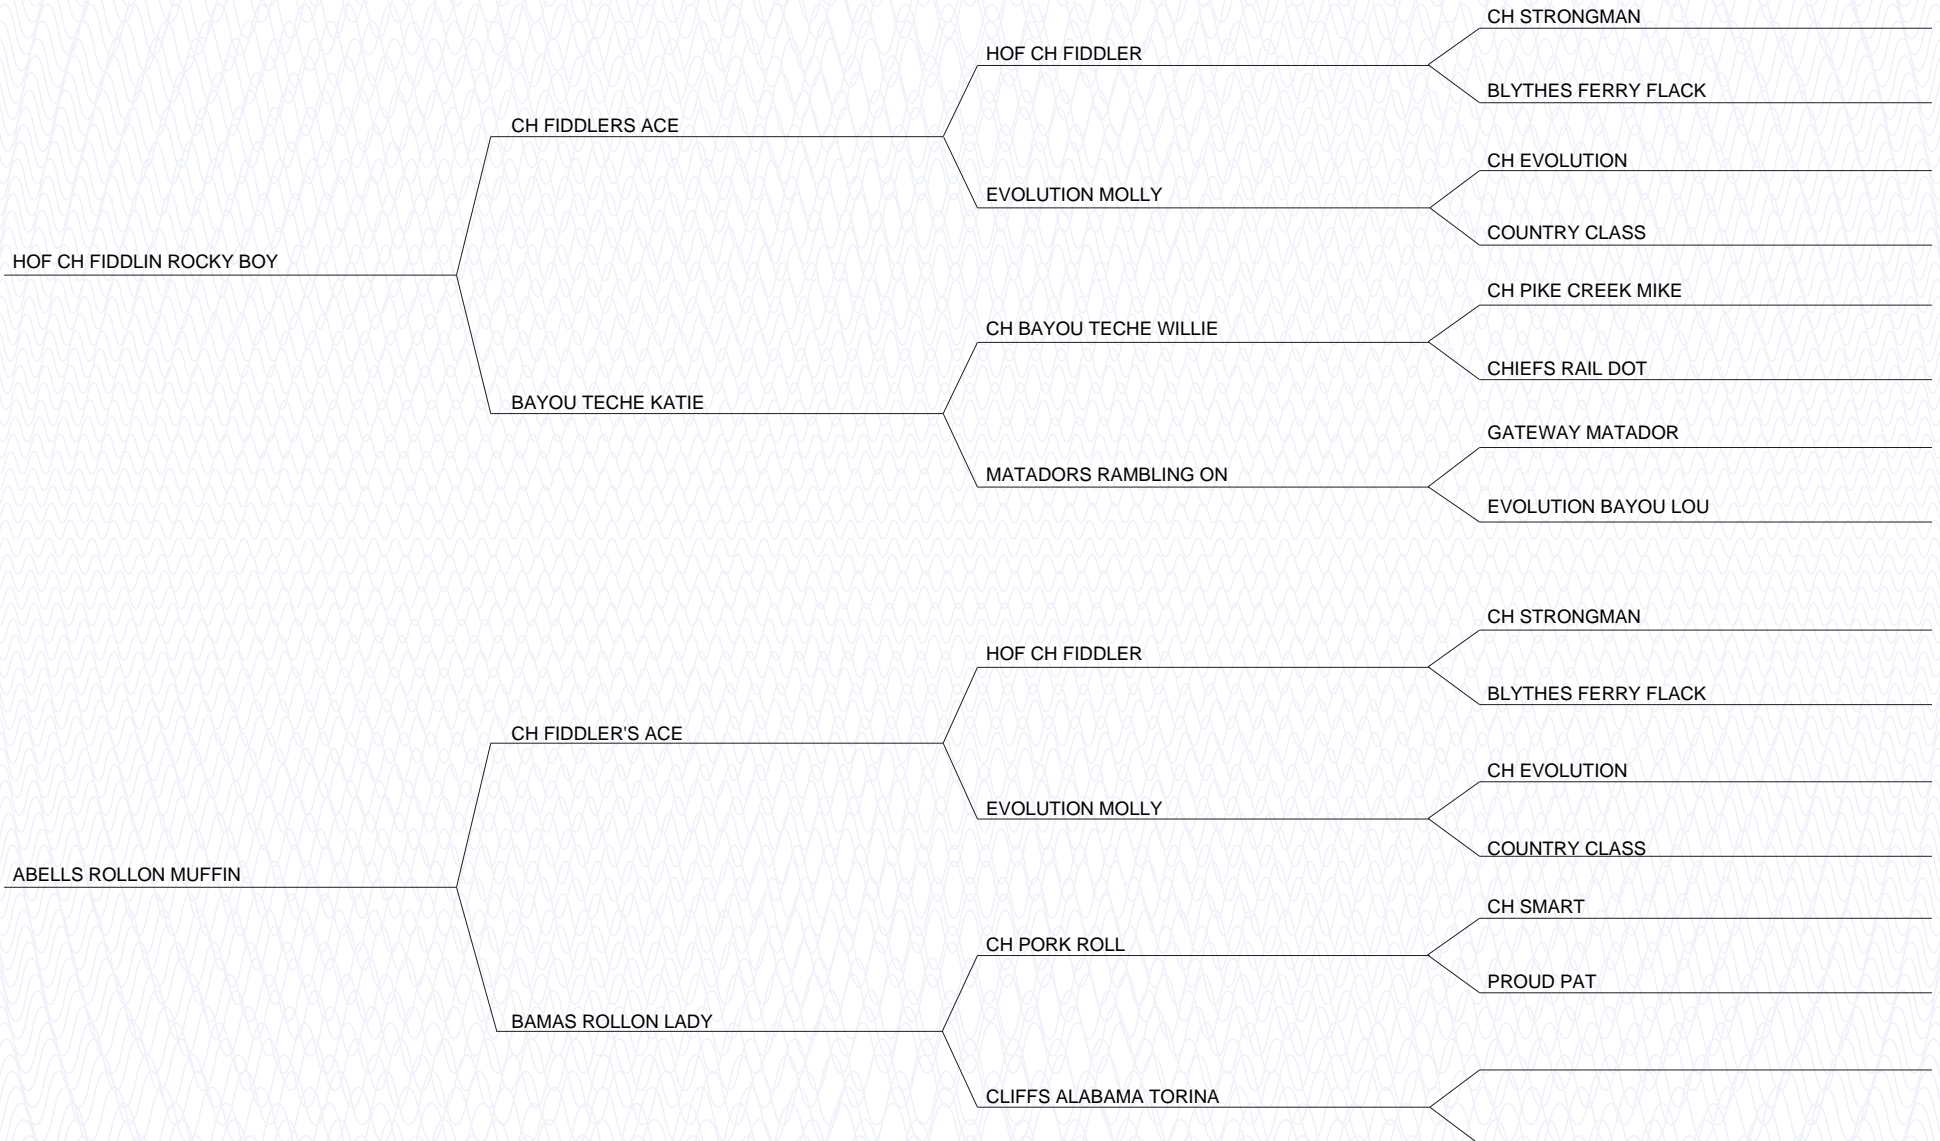 CH STRONGMAN
HOF CH FIDDLER
BLYTHES FERRY FLACK
CH FIDDLERS ACE
CH EVOLUTION
EVOLUTION MOLLY
COUNTRY CLASS
HOF CH FIDDLIN ROCKY BOY
CH PIKE CREEK MIKE
CH BAYOU TECHE WILLIE
CHIEFS RAIL DOT
BAYOU TECHE KATIE
GATEWAY MATADOR
MATADORS RAMBLING ON
EVOLUTION BAYOU LOU
CH STRONGMAN
HOF CH FIDDLER
BLYTHES FERRY FLACK
CH FIDDLER'S ACE
CH EVOLUTION
EVOLUTION MOLLY
COUNTRY CLASS
ABELLS ROLLON MUFFIN
CH SMART
CH PORK ROLL
PROUD PAT
BAMAS ROLLON LADY
CLIFFS ALABAMA TORINA